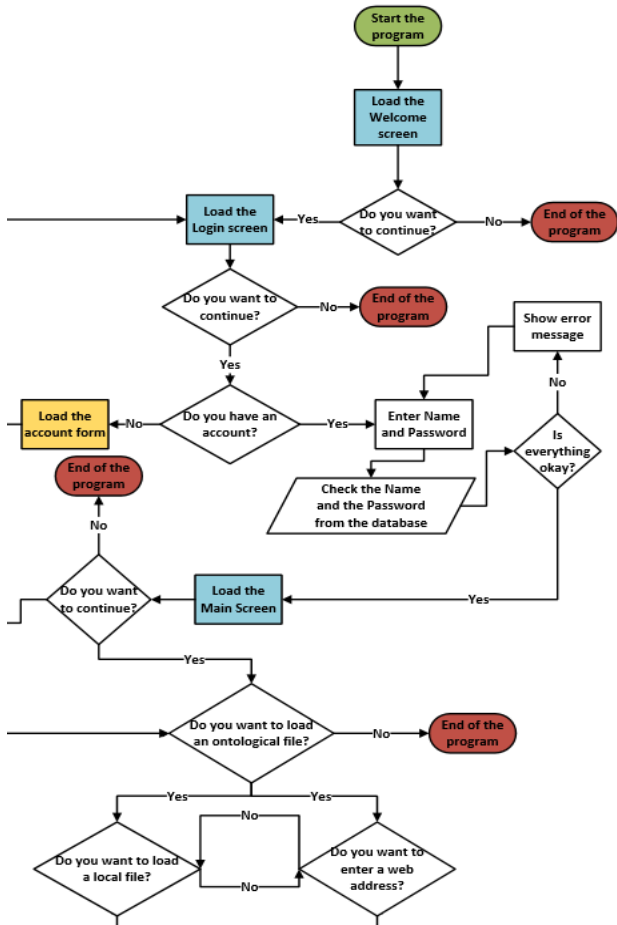 Start the
program
Load the
Welcome
screen
Do you want
to continue?
Yes
No
End of the
program
Load the
Login screen
Do you want to
continue?
No
End of the
program
Yes
Show error
message
No
Load the
account form
No
Do you have an
account?
Yes
Enter Name
and Password
Is
everything
okay?
End of the
program
Check the Name
and the Password
from the database
No
Do you want
to continue?
Load the
Main Screen
Yes
Yes
Do you want to load
an ontological file?
No
End of the
program
Yes
Yes
No
Do you want to load
a local file?
Do you want to
enter a web
address?
No